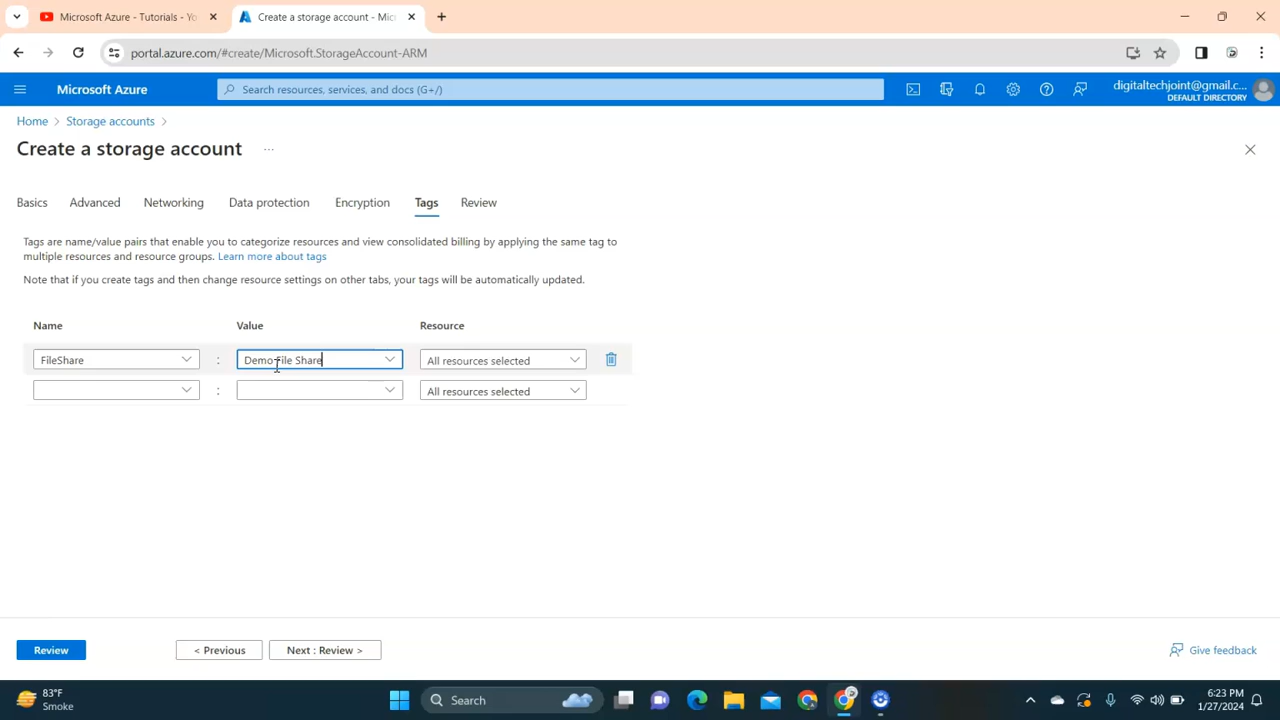 Microsoft Azure - Tutorials - Yo
Create a storage account - Mic
portal.azure.com/#create/Microsoft.StorageAccount-ARM
Microsoft Azure
Search resources, services, and docs (G+/)
digitaltechjoint@gmail.c...
DEFAULT DIRECTORY
Home > Storage accounts >
Create a storage account ...
Basics Advanced Networking Data protection Encryption Tags Review
Tags are name/value pairs that enable you to categorize resources and view consolidated billing by applying the same tag to
multiple resources and resource groups. Learn more about tags
Note that if you create tags and then change resource settings on other tabs, your tags will be automatically updated.
Name Value Resource
FileShare : Demo File Share All resources selected
: All resources selected
Review < Previous Next : Review > Give feedback
83°F
Smoke
Search
6:23 PM
1/27/2024